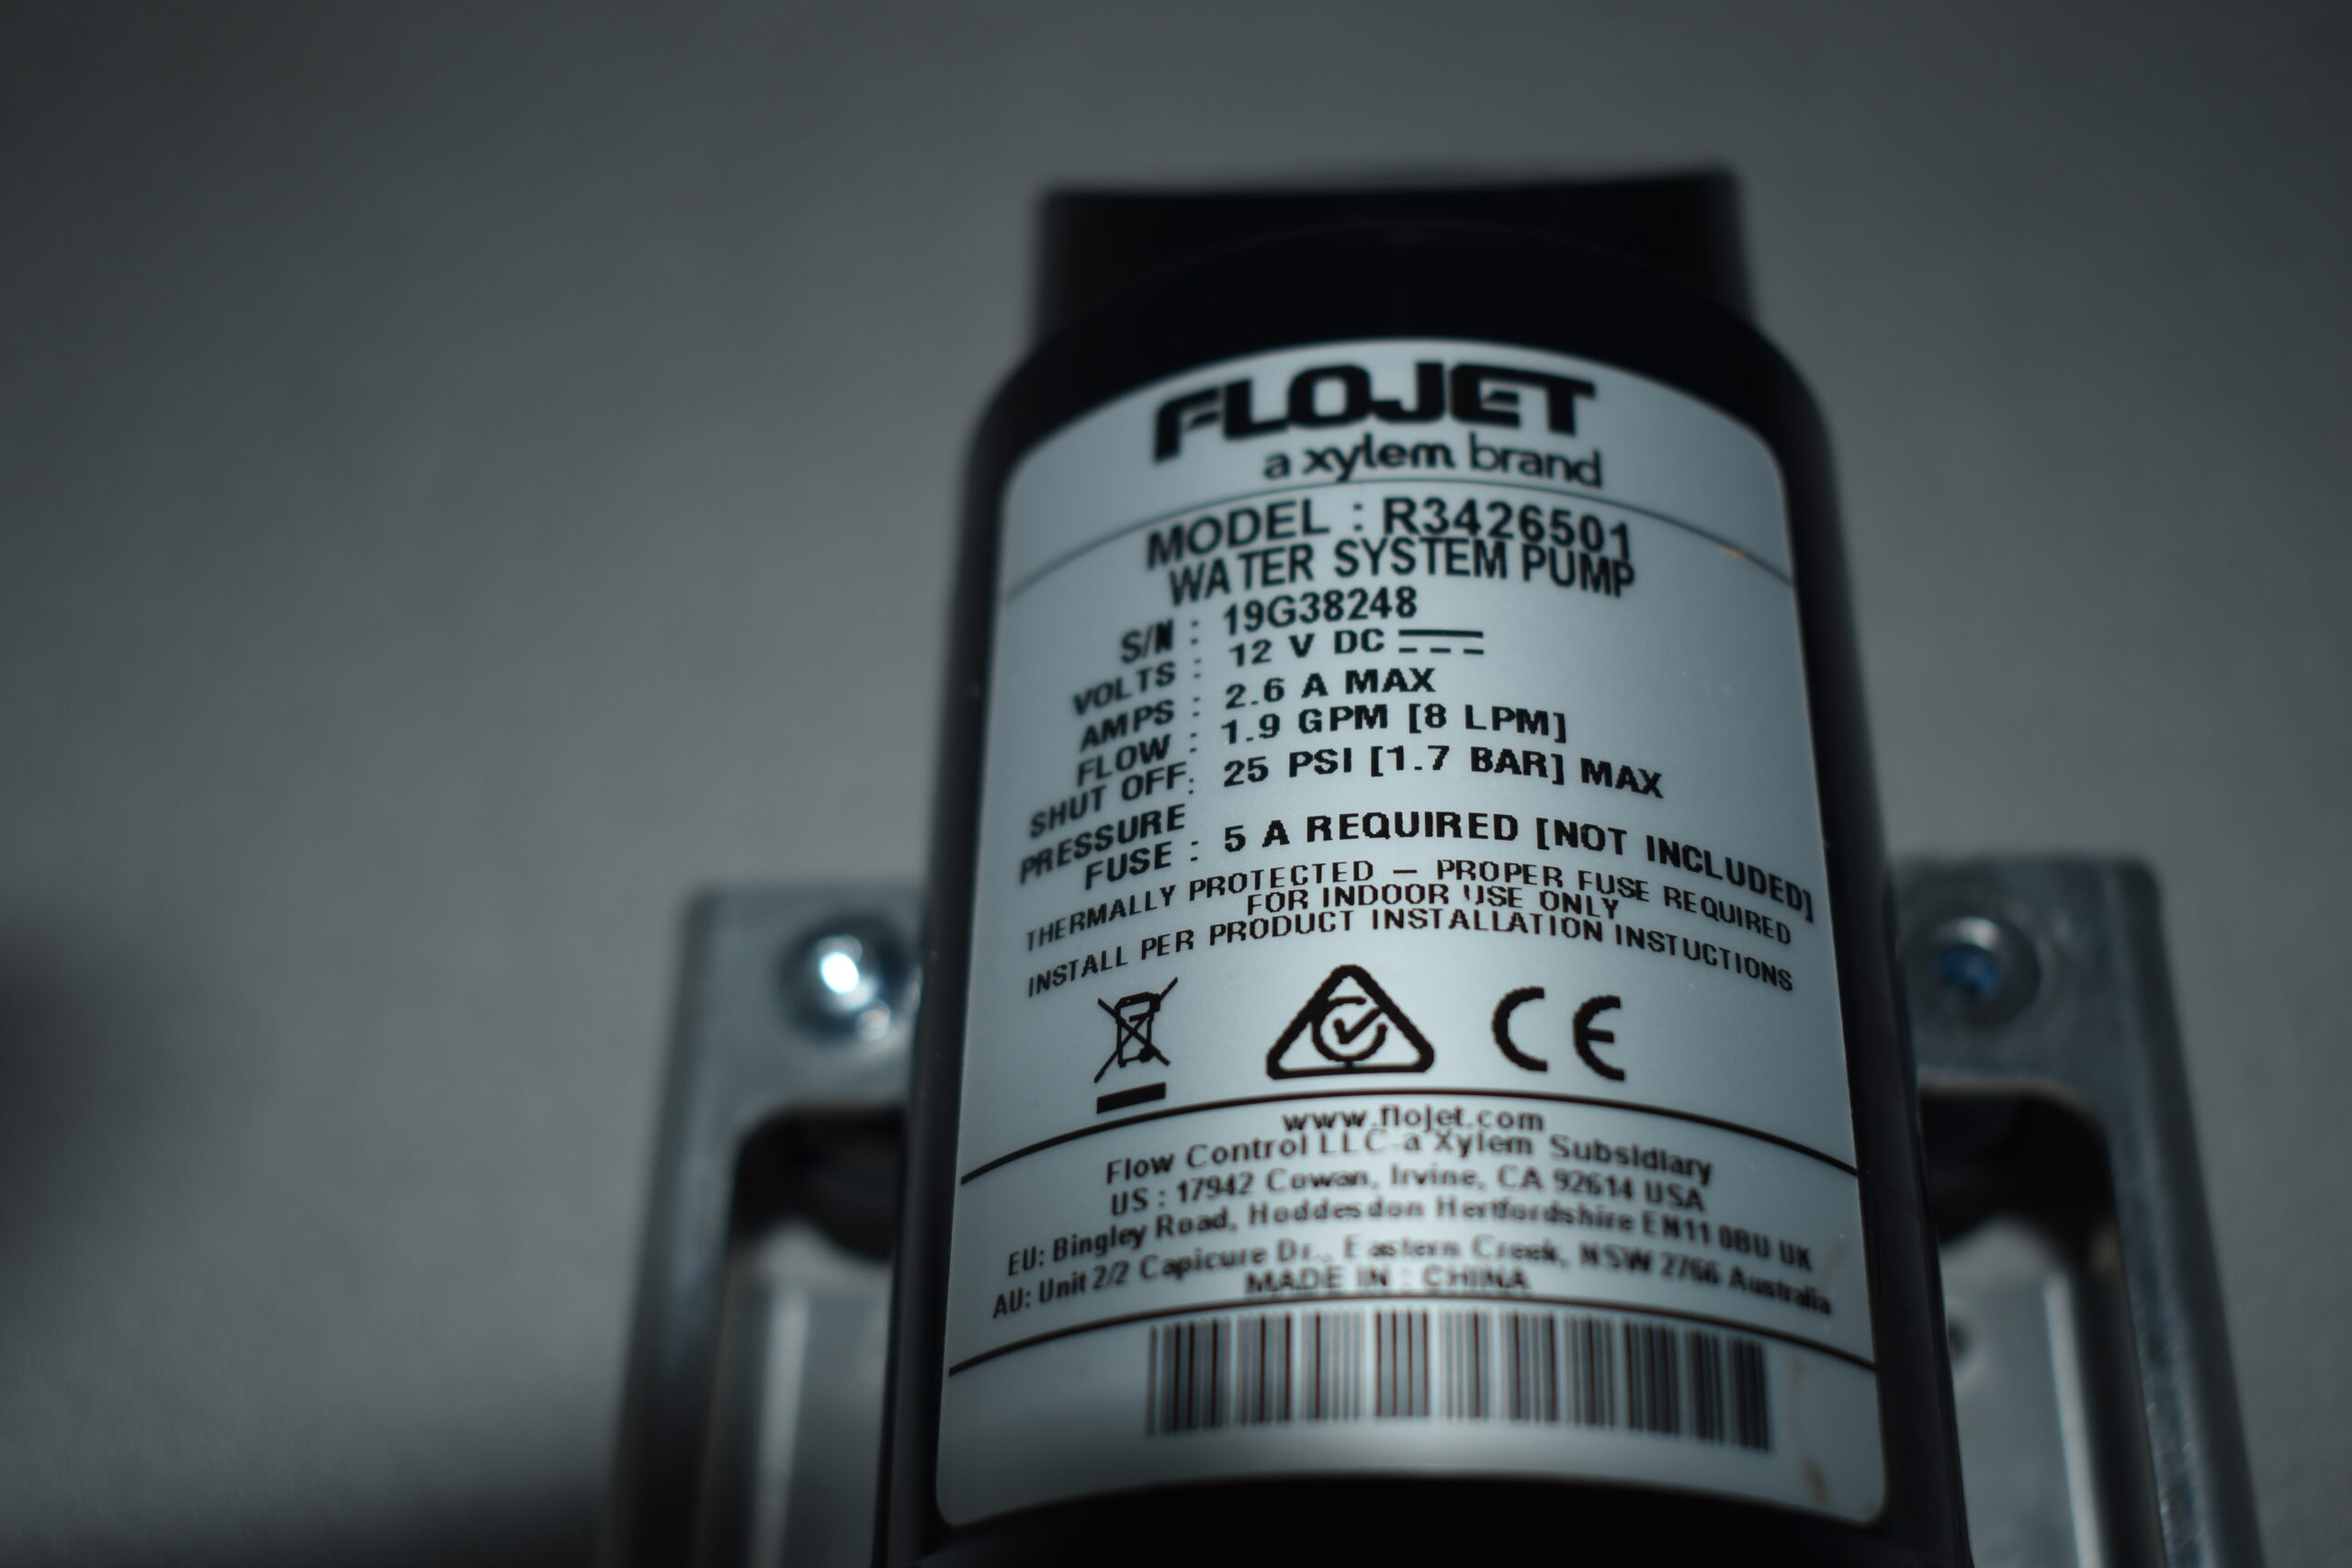 FLOJET
a xylem brand
MODEL : R3426501
WATER SYSTEM PUMP
S/N : 19G38248
VOLTS : 12 V DC
AMPS : 2.6 A MAX
FLOW : 1.9 GPM [8 LPM]
SHUT OFF : 25 PSI [1.7 BAR] MAX
PRESSURE
FUSE : 5 A REQUIRED [NOT INCLUDED]
THERMALLY PROTECTED – PROPER FUSE REQUIRED
FOR INDOOR USE ONLY
INSTALL PER PRODUCT INSTALLATION INSTUCTIONS
CE
www.flojet.com
Flow Control LLC-a Xylem Subsidiary
US : 17942 Cowan, Irvine, CA 92614 USA
EU: Bingley Road, Hoddesdon Hertfordshire EN11 0BU UK
AU: Unit 2/2 Capicure Dr., Eastern Creek, NSW 2766 Australia
MADE IN : CHINA